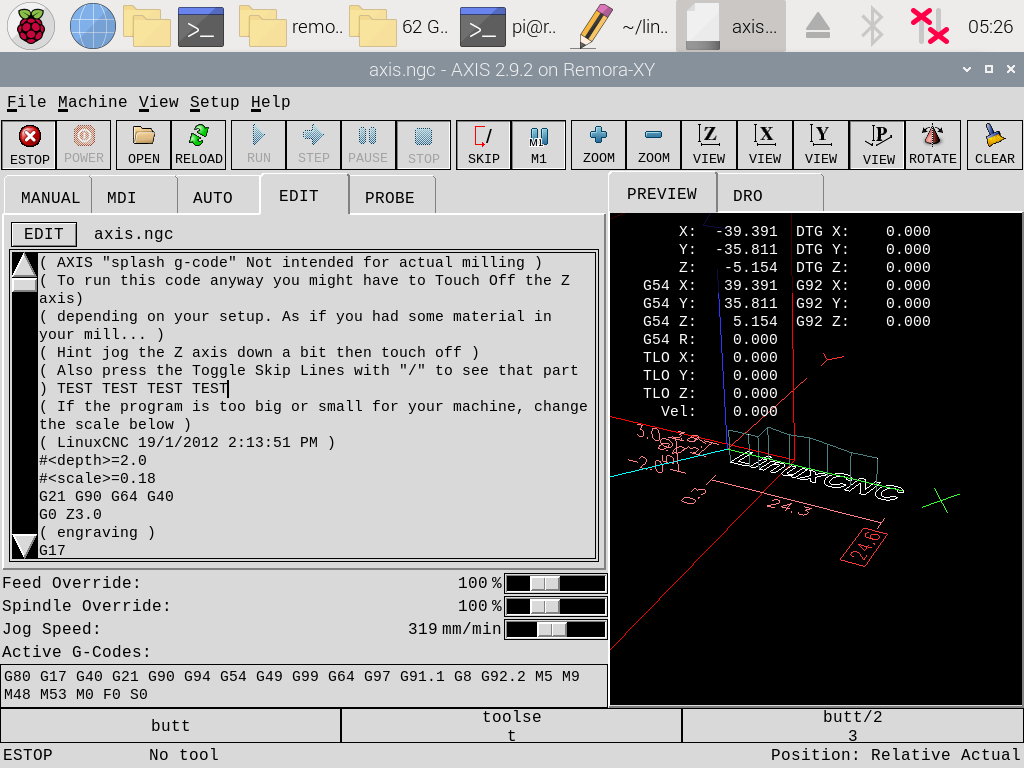 remo.. 62 G.. pi@r.. ~/lin.. axis... 05:26
axis.ngc - AXIS 2.9.2 on Remora-XY
File Machine View Setup Help
ESTOP POWER OPEN RELOAD RUN STEP PAUSE STOP SKIP M1 ZOOM ZOOM VIEW VIEW VIEW VIEW ROTATE CLEAR
MANUAL MDI AUTO EDIT PROBE
EDIT axis.ngc
( AXIS "splash g-code" Not intended for actual milling )
( To run this code anyway you might have to Touch Off the Z
axis)
( depending on your setup. As if you had some material in
your mill... )
( Hint jog the Z axis down a bit then touch off )
( Also press the Toggle Skip Lines with "/" to see that part
) TEST TEST TEST TEST
( If the program is too big or small for your machine, change
the scale below )
( LinuxCNC 19/1/2012 2:13:51 PM )
#<depth>=2.0
#<scale>=0.18
G21 G90 G64 G40
G0 Z3.0
( engraving )
G17
Feed Override: 100 %
Spindle Override: 100 %
Jog Speed: 319 mm/min
Active G-Codes:
G80 G17 G40 G21 G90 G94 G54 G49 G99 G64 G97 G91.1 G8 G92.2 M5 M9
M48 M53 M0 F0 S0
PREVIEW DRO
X: -39.391 DTG X: 0.000
Y: -35.811 DTG Y: 0.000
Z: -5.154 DTG Z: 0.000
G54 X: 39.391 G92 X: 0.000
G54 Y: 35.811 G92 Y: 0.000
G54 Z: 5.154 G92 Z: 0.000
G54 R: 0.000
TLO X: 0.000
TLO Y: 0.000
TLO Z: 0.000
Vel: 0.000
Y
3.0
-2.0
LinuxCNC
X
0.3
24.3
24.6
butt
toolse
t
butt/2
3
ESTOP No tool Position: Relative Actual